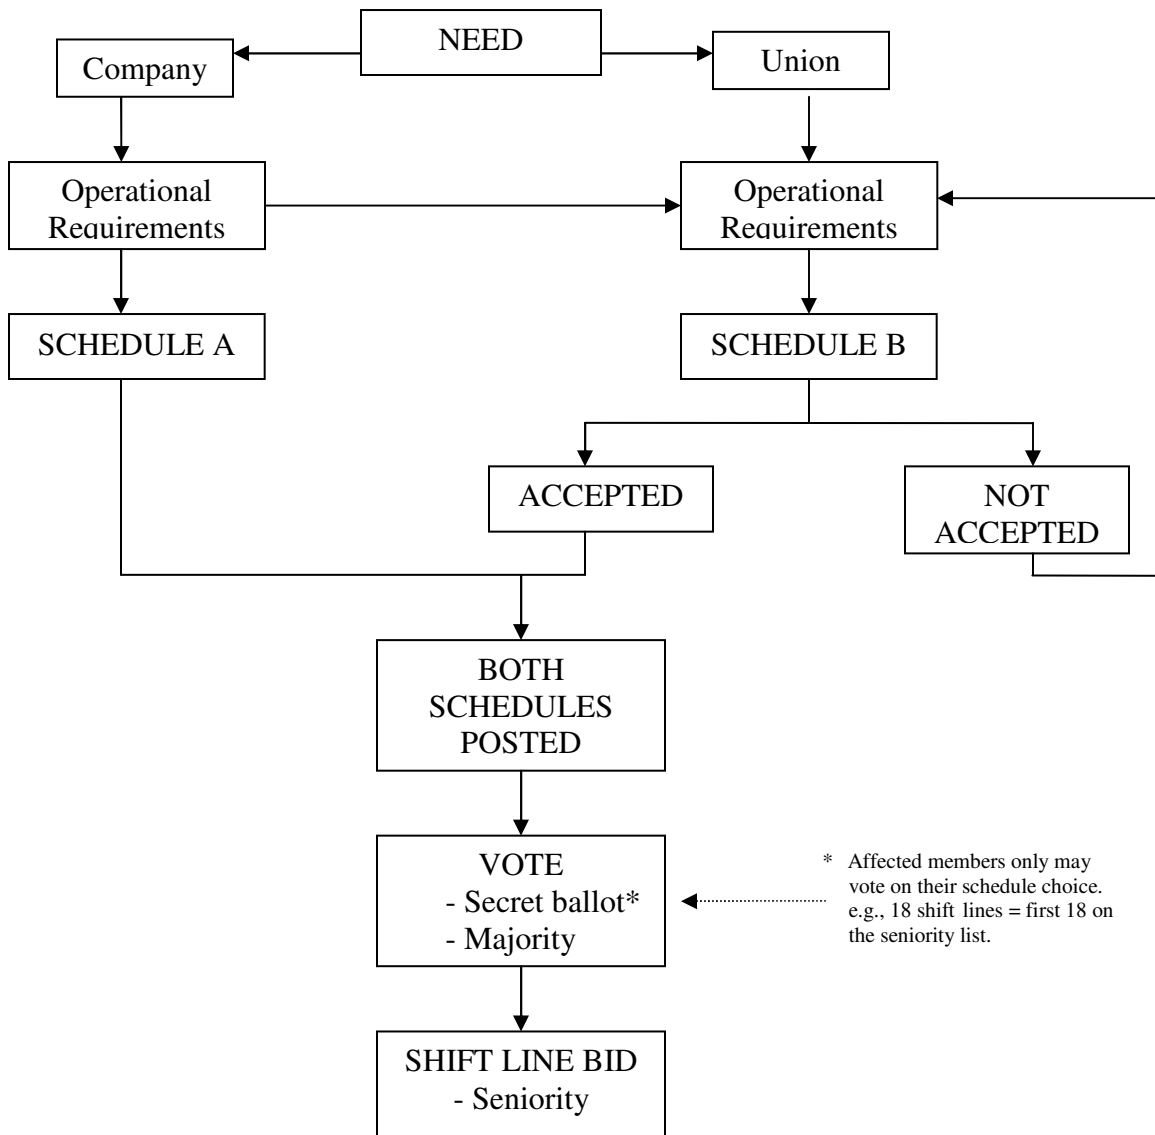 NEED
Company
Union
Operational
Requirements
Operational
Requirements
SCHEDULE A
SCHEDULE B
ACCEPTED
NOT
ACCEPTED
BOTH
SCHEDULES
POSTED
VOTE
- Secret ballot*
- Majority
* Affected members only may
vote on their schedule choice.
e.g., 18 shift lines = first 18 on
the seniority list.
SHIFT LINE BID
- Seniority